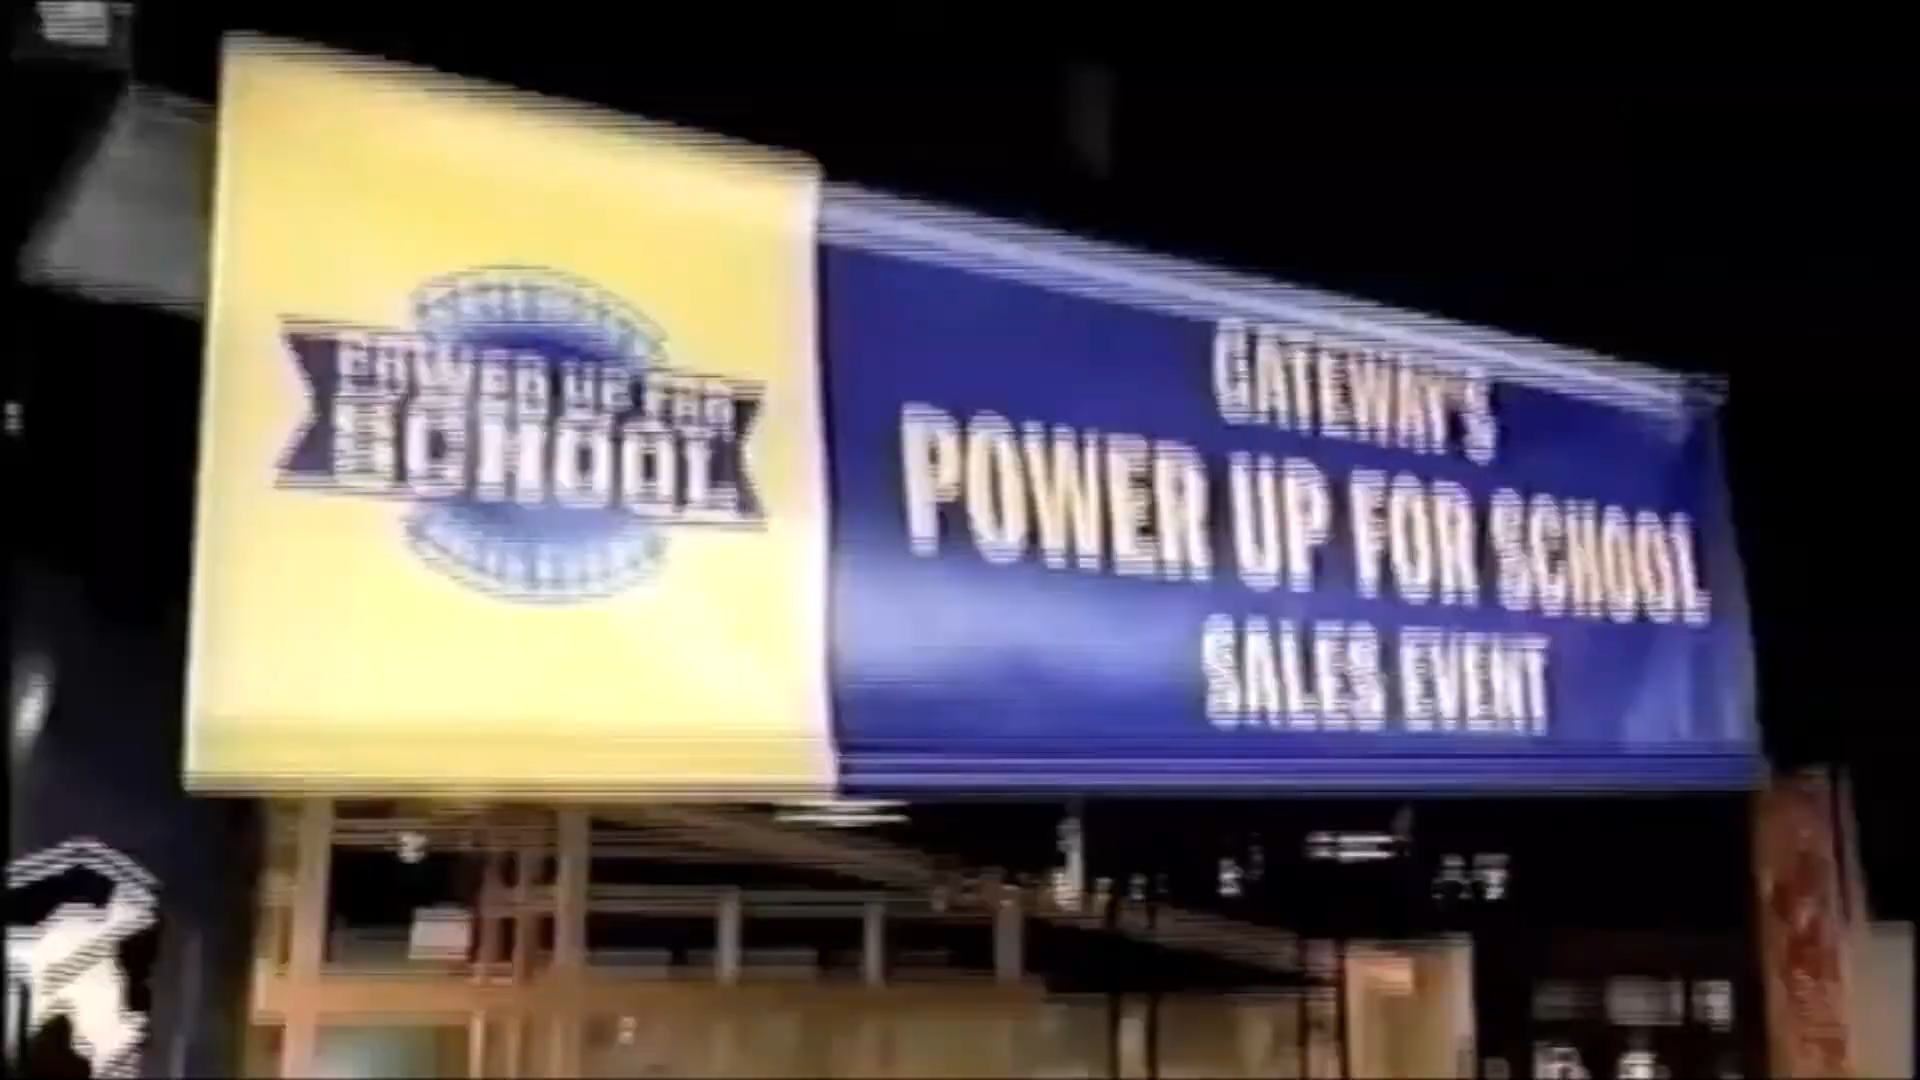 POWER UP FOR
SCHOOL
GATEWAY'S
POWER UP FOR SCHOOL
SALES EVENT